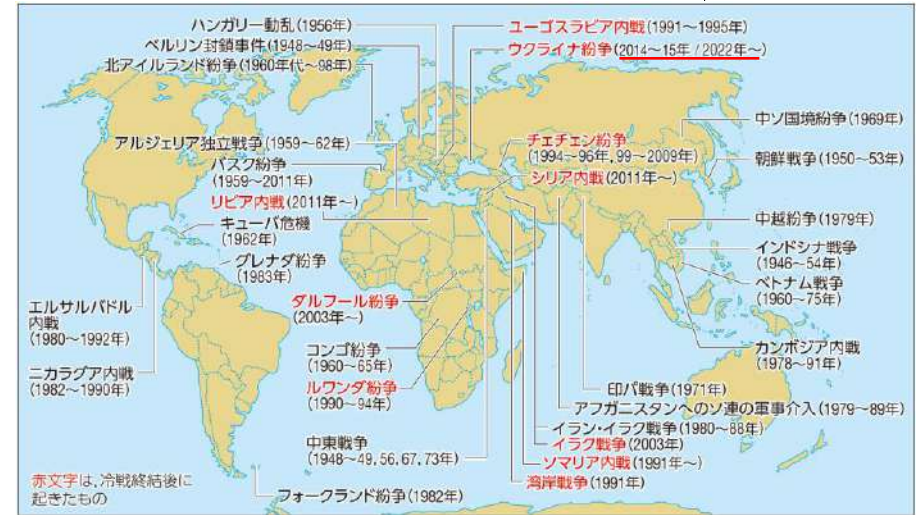 ハンガリー動乱(1956年)
ベルリン封鎖事件(1948～49年)
北アイルランド紛争(1960年代～98年)
ユーゴスラビア内戦(1991～1995年)
ウクライナ紛争(2014～15年/2022年～)
アルジェリア独立戦争(1959～62年)
バスク紛争
(1959～2011年)
リビア内戦(2011年～)
キューバ危機
(1962年)
グレナダ紛争
(1983年)
チェチェン紛争
(1994～96年,99～2009年)
シリア内戦(2011年～)
中ソ国境紛争(1969年)
朝鮮戦争(1950～53年)
中越紛争(1979年)
インドシナ戦争
(1946～54年)
ベトナム戦争
(1960～75年)
カンボジア内戦
(1978～91年)
エルサルバドル
内戦
(1980～1992年)
ニカラグア内戦
(1982～1990年)
ダルフール紛争
(2003年～)
コンゴ紛争
(1960～65年)
ルワンダ紛争
(1990～94年)
中東戦争
(1948～49,56,67,73年)
印パ戦争(1971年)
アフガニスタンへのソ連の軍事介入(1979～89年)
イラン・イラク戦争(1980～88年)
イラク戦争(2003年)
ソマリア内戦(1991年～)
湾岸戦争(1991年)
フォークランド紛争(1982年)
赤文字は,冷戦終結後に
起きたもの